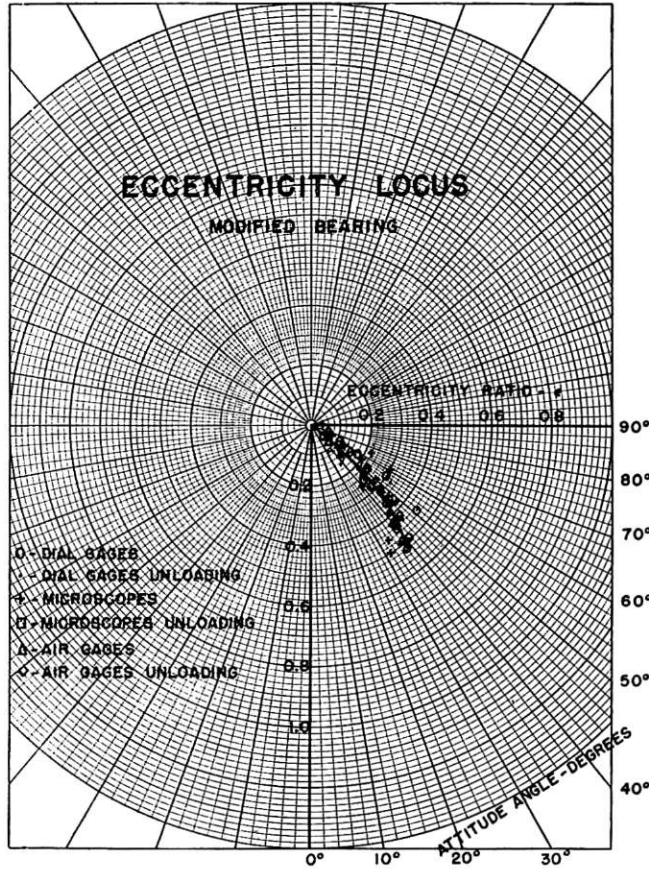 ECCENTRICITY LOCUS
MODIFIED BEARING
ECCENTRICITY RATIO - ϵ
0.2 0.4 0.6 0.8
90°
80°
0.2
70°
0.4
O - DIAL GAGES
· - DIAL GAGES UNLOADING
+ - MICROSCOPES
60°
0.6
□ - MICROSCOPES UNLOADING
△ - AIR GAGES
◇ - AIR GAGES UNLOADING
0.8
50°
1.0
ATTITUDE ANGLE - DEGREES
40°
0° 10° 20° 30°